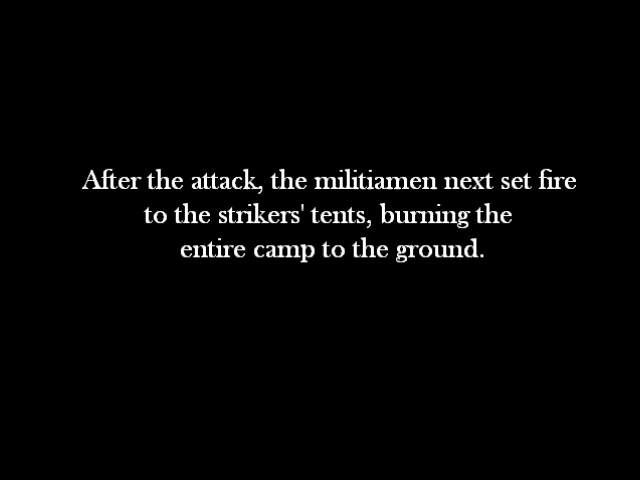 After the attack, the militiamen next set fire
to the strikers' tents, burning the
entire camp to the ground.